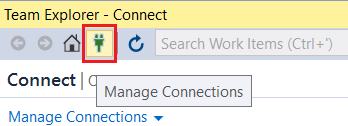 Team Explorer - Connect
Search Work Items (Ctrl+')
Connect
Manage Connections
Manage Connections